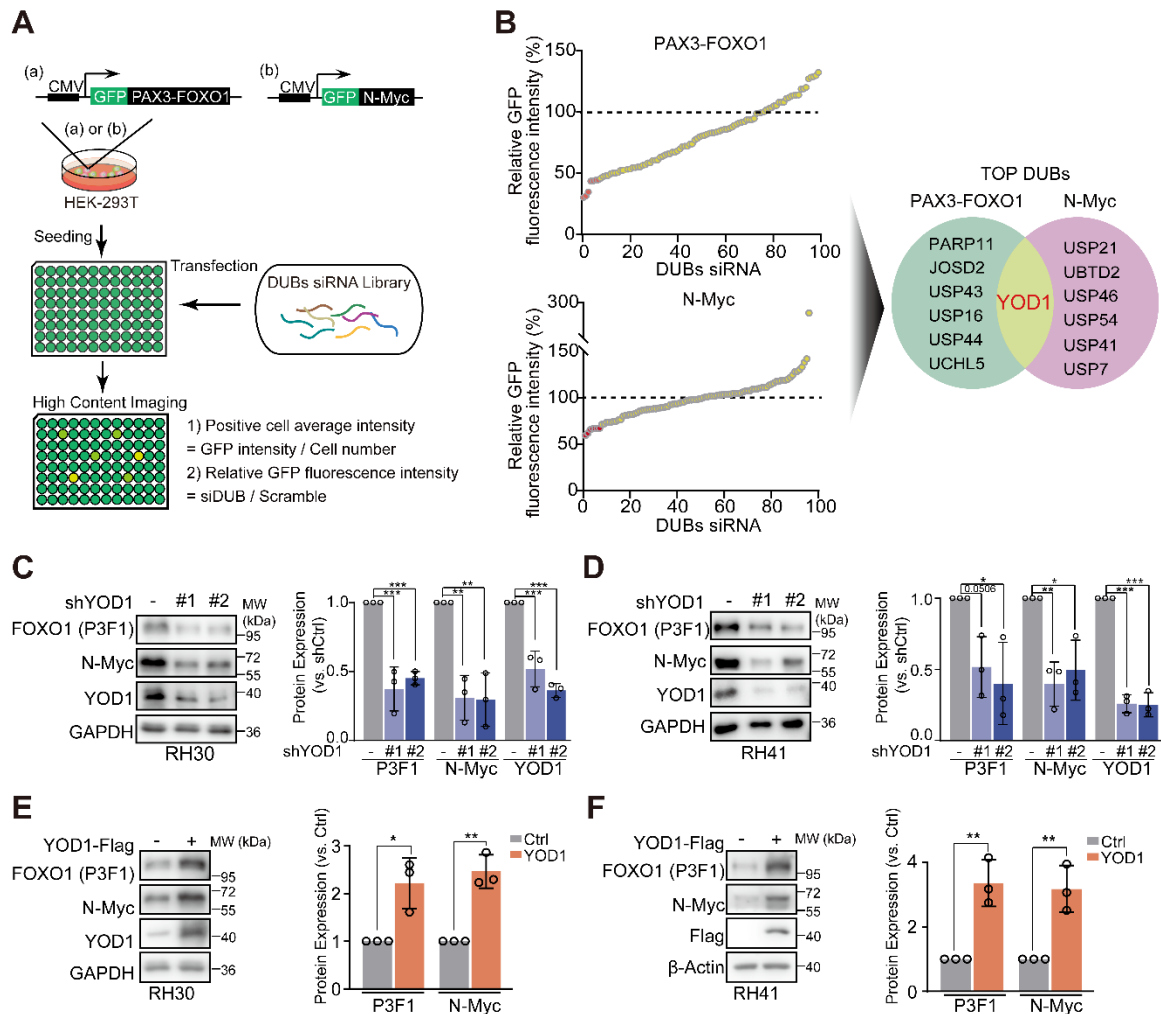 A
(a)
CMV
GFP PAX3-FOXO1
(b)
CMV
GFP N-Myc
(a) or (b)
HEK-293T
Seeding
Transfection
DUBs siRNA Library
High Content Imaging
1) Positive cell average intensity
= GFP intensity / Cell number
2) Relative GFP fluorescence intensity
= siDUB / Scramble
B
PAX3-FOXO1
Relative GFP
fluorescence intensity (%)
150
100
50
0
0 20 40 60 80 100
DUBs siRNA
N-Myc
Relative GFP
fluorescence intensity (%)
300
100
50
0
0 20 40 60 80 100
DUBs siRNA
TOP DUBs
PAX3-FOXO1
N-Myc
PARP11
JOSD2
USP43
USP16
USP44
UCHL5
YOD1
USP21
UBTD2
USP46
USP54
USP41
USP7
C
shYOD1 - #1 #2 MW
(kDa)
FOXO1 (P3F1)
95
N-Myc
72
55
YOD1
40
GAPDH
36
RH30
Protein Expression
(vs. shCtrl)
1.0
0.5
0.0
*** ***
** **
*** ***
shYOD1 - #1 #2 - #1 #2 - #1 #2
P3F1 N-Myc YOD1
D
shYOD1 - #1 #2 MW
(kDa)
FOXO1 (P3F1)
95
N-Myc
72
55
YOD1
40
GAPDH
36
RH41
Protein Expression
(vs. shCtrl)
1.0
0.5
0.0
*
0.0506
*
**
***
***
shYOD1 - #1 #2 - #1 #2 - #1 #2
P3F1 N-Myc YOD1
E
YOD1-Flag - + MW (kDa)
FOXO1 (P3F1)
95
N-Myc
72
55
YOD1
40
GAPDH
36
RH30
Protein Expression (vs. Ctrl)
3
2
1
0
* **
Ctrl
YOD1
P3F1 N-Myc
F
YOD1-Flag - + MW (kDa)
FOXO1 (P3F1)
95
N-Myc
72
55
Flag
40
β-Actin
40
RH41
Protein Expression (vs. Ctrl)
4
2
0
** **
Ctrl
YOD1
P3F1 N-Myc